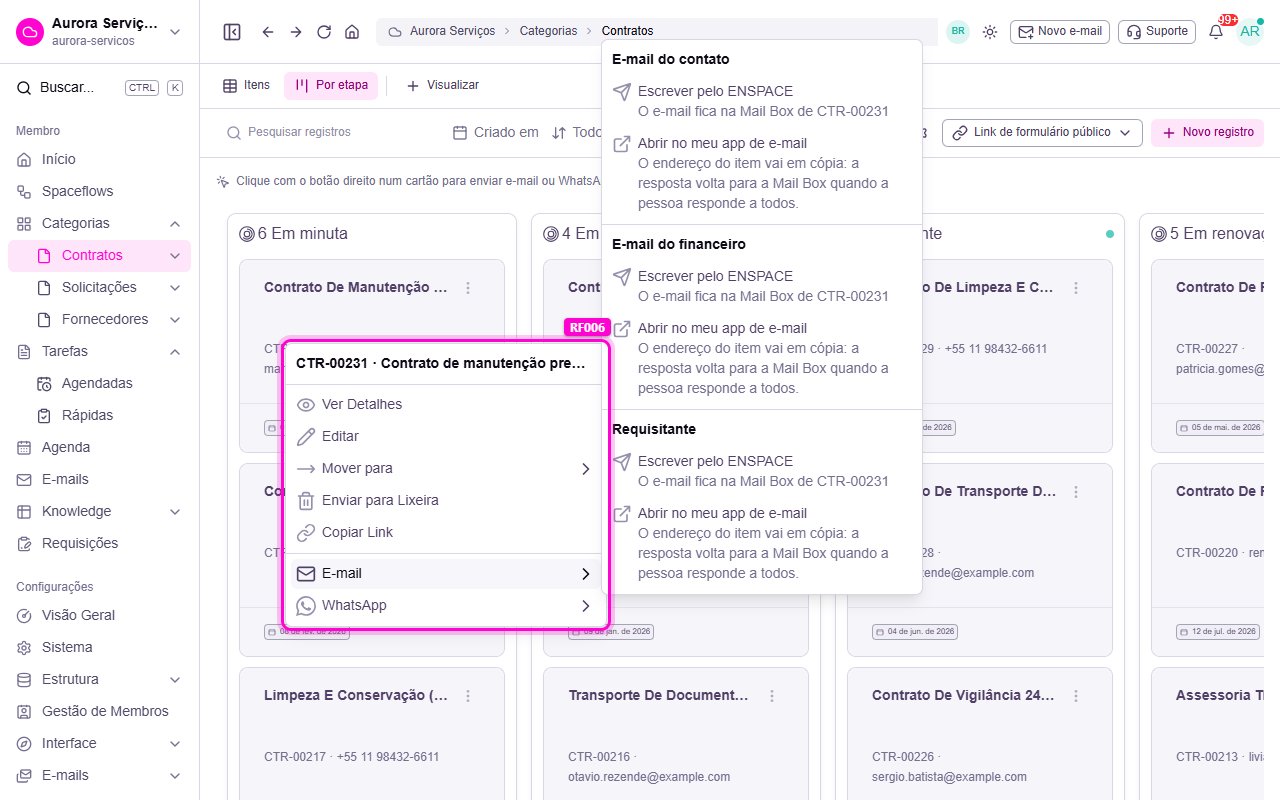 Aurora Serviç...
aurora-servicos
Aurora Serviços
Categorias
Contratos
BR
Novo e-mail
Suporte
99+
AR
Buscar...
CTRL
K
Itens
Por etapa
Visualizar
Pesquisar registros
Criado em
Link de formulário público
Novo registro
Clique com o botão direito num cartão para enviar e-mail ou WhatsA
Membro
Início
Spaceflows
Categorias
Contratos
Solicitações
Fornecedores
Tarefas
Agendadas
Rápidas
Agenda
E-mails
Knowledge
Requisições
Configurações
Visão Geral
Sistema
Estrutura
Gestão de Membros
Interface
E-mails
6 Em minuta
Contrato De Manutenção ...
Limpeza E Conservação (...
CTR-00217 · +55 11 98432-6611
4 Em
09 de jan. de 2026
Transporte De Document...
CTR-00216 ·
otavio.rezende@example.com
RF006
CTR-00231 · Contrato de manutenção pre...
Ver Detalhes
Editar
Mover para
Enviar para Lixeira
Copiar Link
E-mail
WhatsApp
E-mail do contato
Escrever pelo ENSPACE
O e-mail fica na Mail Box de CTR-00231
Abrir no meu app de e-mail
O endereço do item vai em cópia: a
resposta volta para a Mail Box quando a
pessoa responde a todos.
E-mail do financeiro
Escrever pelo ENSPACE
O e-mail fica na Mail Box de CTR-00231
Abrir no meu app de e-mail
O endereço do item vai em cópia: a
resposta volta para a Mail Box quando a
pessoa responde a todos.
Requisitante
Escrever pelo ENSPACE
O e-mail fica na Mail Box de CTR-00231
Abrir no meu app de e-mail
O endereço do item vai em cópia: a
resposta volta para a Mail Box quando a
pessoa responde a todos.
nte
o De Limpeza E C...
29 · +55 11 98432-6611
de 2026
o De Transporte D...
28 ·
zende@example.com
04 de jun. de 2026
Contrato De Vigilância 24...
CTR-00226 ·
sergio.batista@example.com
5 Em renovaç
Contrato De
CTR-00227 ·
patricia.gomes@
05 de mai. de 2026
Contrato De
CTR-00220 · ren
12 de jul. de 2026
Assessoria T
CTR-00213 · livi